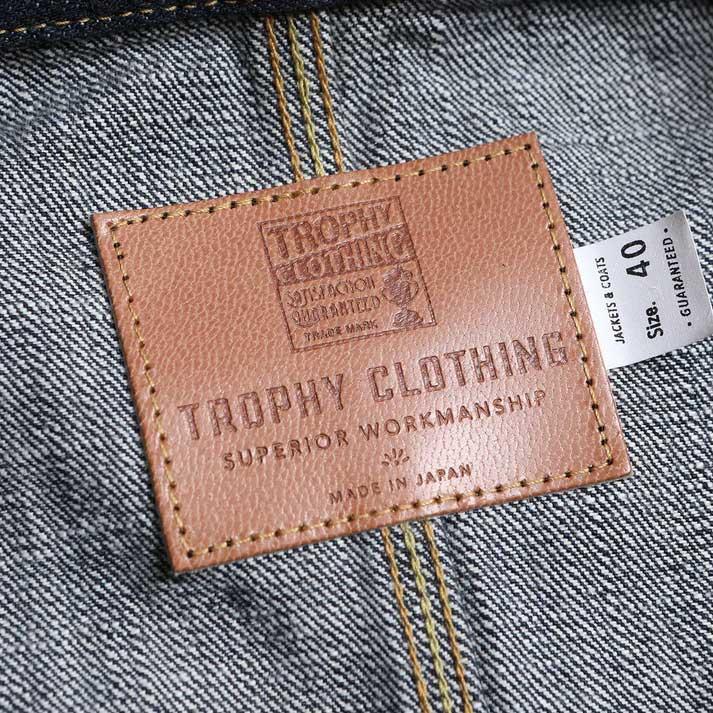 TROPHY
CLOTHING
SATISFACTION
GUARANTEED
TRADE MARK
TROPHY CLOTHING
SUPERIOR WORKMANSHIP
MADE IN JAPAN
JACKETS & COATS
Size. 40
• GUARANTEED •